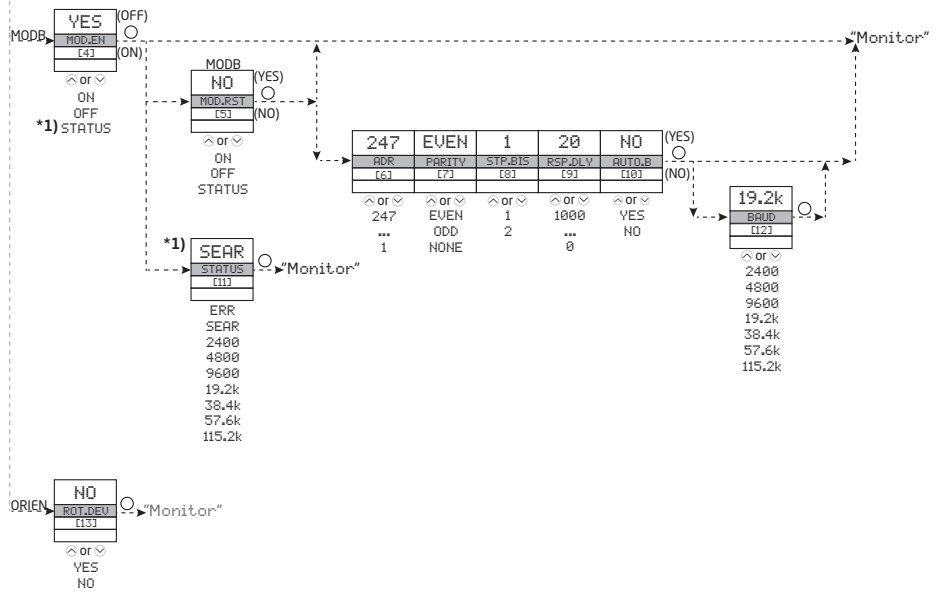 MODB
YES
MOD.EN
[4]
(OFF)
(ON)
or
ON
OFF
*1) STATUS
"Monitor"
MODB
NO
MOD.RST
[5]
(YES)
(NO)
or
ON
OFF
STATUS
247 EVEN 1 20 NO
ADR PARITY STP.BIS RSP.DLY AUTO.B
[6] [7] [8] [9] [10]
(YES)
(NO)
or or or or or
247 EVEN 1 1000 YES
... ODD 2 ... NO
1 NONE 0
19.2k
BAUD
[12]
or
2400
4800
9600
19.2k
38.4k
57.6k
115.2k
*1)
SEAR
STATUS
[11]
"Monitor"
ERR
SEAR
2400
4800
9600
19.2k
38.4k
57.6k
115.2k
ORIEN
NO
ROT.DEV
[13]
"Monitor"
or
YES
NO